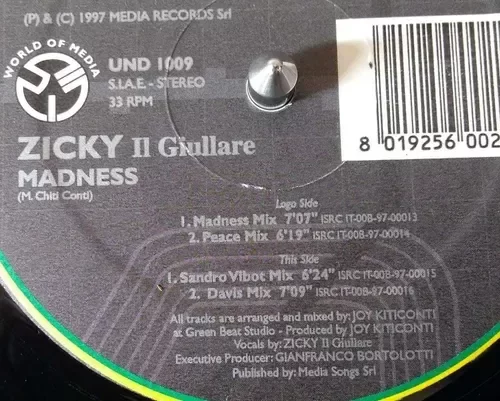 (P) & (C) 1997 MEDIA RECORDS Srl
WORLD OF MEDIA
UND 1009
S.I.A.E. - STEREO
33 RPM
8 019256 002
ZICKY Il Giullare
MADNESS
(M. Chiti Conti)
Logo Side
1. Madness Mix 7'07" ISRC IT-00B-97-00013
2. Peace Mix 6'19" ISRC IT-00B-97-00014
This Side
1. Sandro Vibot Mix 6'24" ISRC IT-00B-97-00015
2. Davis Mix 7'09" ISRC IT-00B-97-00016
All tracks are arranged and mixed by: JOY KITICONTI
at Green Beat Studio - Produced by JOY KITICONTI
Vocals by: ZICKY Il Giullare
Executive Producer: GIANFRANCO BORTOLOTTI
Published by: Media Songs Srl